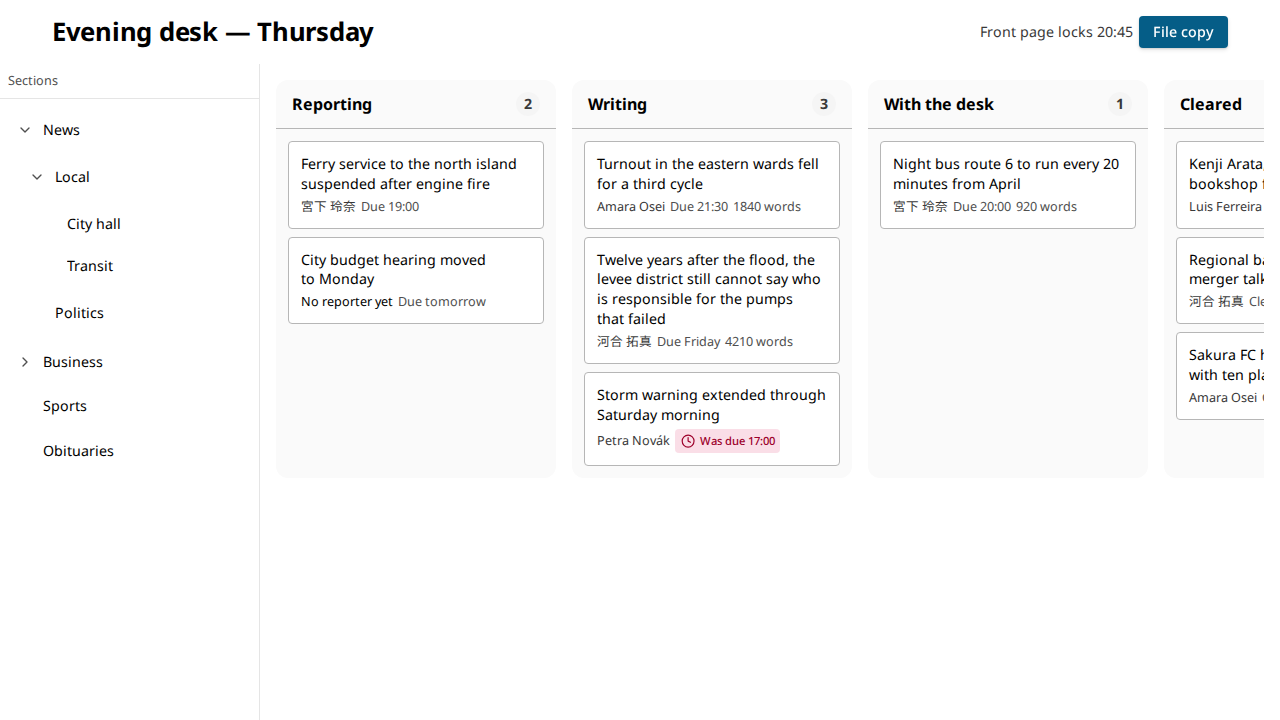 Evening desk — Thursday
Front page locks 20:45
File copy
Sections
News
Local
City hall
Transit
Politics
Business
Sports
Obituaries
Reporting 2
Ferry service to the north island
suspended after engine fire
宮下 玲奈 Due 19:00
City budget hearing moved
to Monday
No reporter yet Due tomorrow
Writing 3
Turnout in the eastern wards fell
for a third cycle
Amara Osei Due 21:30 1840 words
Twelve years after the flood, the
levee district still cannot say who
is responsible for the pumps
that failed
河合 拓真 Due Friday 4210 words
Storm warning extended through
Saturday morning
Petra Novák Was due 17:00
With the desk 1
Night bus route 6 to run every 20
minutes from April
宮下 玲奈 Due 20:00 920 words
Cleared
Kenji Arata,
bookshop
Luis Ferreira
Regional
merger
河合 拓真
Sakura FC
with ten
Amara Osei